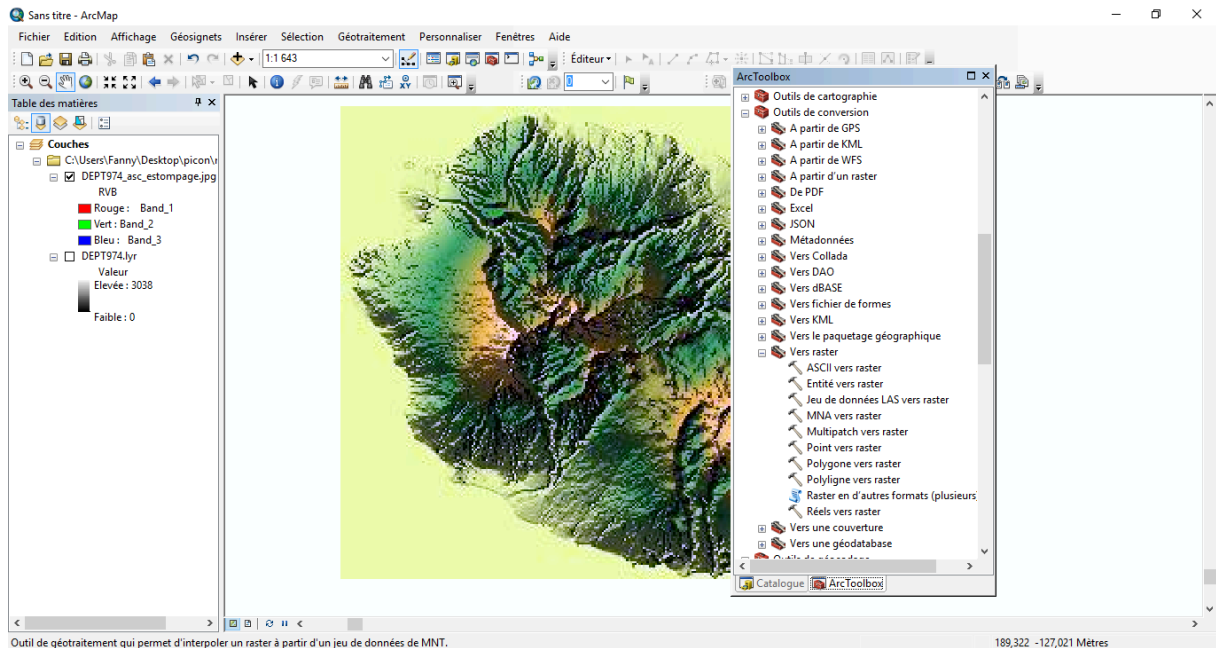 Sans titre - ArcMap
Fichier Edition Affichage Géosignets Insérer Sélection Géotraitement Personnaliser Fenêtres Aide
1:1 643
Éditeur
0
Table des matières
Couches
C:\Users\Fanny\Desktop\picon\r
DEPT974_asc_estompage.jpg
RVB
Rouge : Band_1
Vert : Band_2
Bleu : Band_3
DEPT974.lyr
Valeur
Elevée : 3038
Faible : 0
ArcToolbox
Outils de cartographie
Outils de conversion
A partir de GPS
A partir de KML
A partir de WFS
A partir d'un raster
De PDF
Excel
JSON
Métadonnées
Vers Collada
Vers DAO
Vers dBASE
Vers fichier de formes
Vers KML
Vers le paquetage géographique
Vers raster
ASCII vers raster
Entité vers raster
Jeu de données LAS vers raster
MNA vers raster
Multipatch vers raster
Point vers raster
Polygone vers raster
Polyligne vers raster
Raster en d'autres formats (plusieurs
Réels vers raster
Vers une couverture
Vers une géodatabase
Outils de géocodage
Catalogue ArcToolbox
Outil de géotraitement qui permet d'interpoler un raster à partir d'un jeu de données de MNT.
189,322 -127,021 Mètres